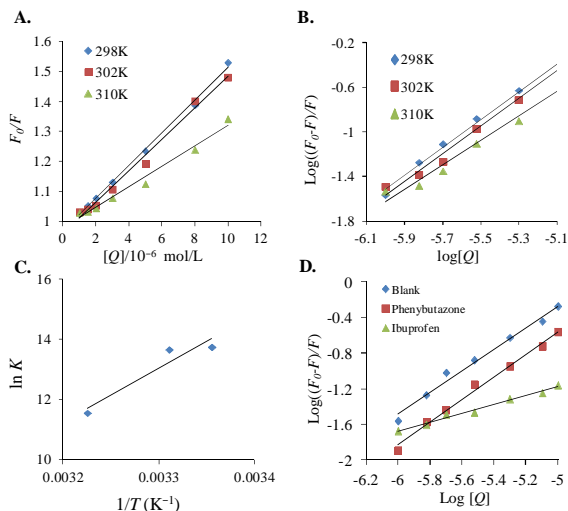 A.
1.6
1.5
1.4
1.3
1.2
1.1
1
F0/F
298K
302K
310K
0 2 4 6 8 10 12
[Q]/10-6 mol/L
B.
-0.2
-0.6
-1
-1.4
-1.8
Log((F0-F)/F)
298K
302K
310K
-6.1 -5.9 -5.7 -5.5 -5.3 -5.1
log[Q]
C.
16
14
12
10
ln K
0.0032 0.0033 0.0034
1/T (K-1)
D.
0
-0.4
-0.8
-1.2
-1.6
-2
Log((F0-F)/F)
Blank
Phenybutazone
Ibuprofen
-6.2 -6 -5.8 -5.6 -5.4 -5.2 -5
Log [Q]